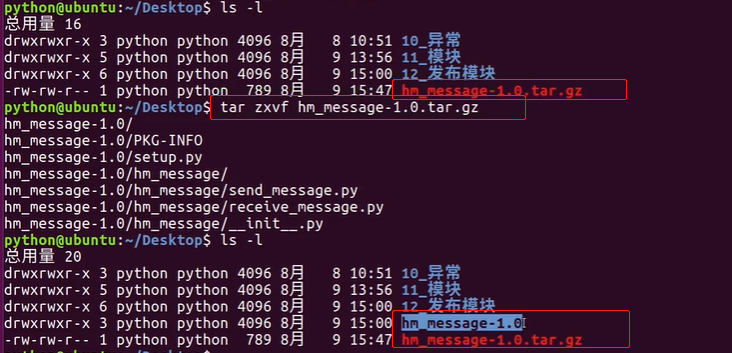 python@ubuntu:~/Desktop$ ls -l
总用量 16
drwxrwxr-x 3 python python 4096 8月   8 10:51 10_异常
drwxrwxr-x 5 python python 4096 8月   9 13:56 11_模块
drwxrwxr-x 6 python python 4096 8月   9 15:00 12_发布模块
-rw-rw-r-- 1 python python  789 8月   9 15:47 hm_message-1.0.tar.gz
python@ubuntu:~/Desktop$ tar zxvf hm_message-1.0.tar.gz
hm_message-1.0/
hm_message-1.0/PKG-INFO
hm_message-1.0/setup.py
hm_message-1.0/hm_message/
hm_message-1.0/hm_message/send_message.py
hm_message-1.0/hm_message/receive_message.py
hm_message-1.0/hm_message/__init__.py
python@ubuntu:~/Desktop$ ls -l
总用量 20
drwxrwxr-x 3 python python 4096 8月   8 10:51 10_异常
drwxrwxr-x 5 python python 4096 8月   9 13:56 11_模块
drwxrwxr-x 6 python python 4096 8月   9 15:00 12_发布模块
drwxrwxr-x 3 python python 4096 8月   9 15:00 hm_message-1.0
-rw-rw-r-- 1 python python  789 8月   9 15:47 hm_message-1.0.tar.gz